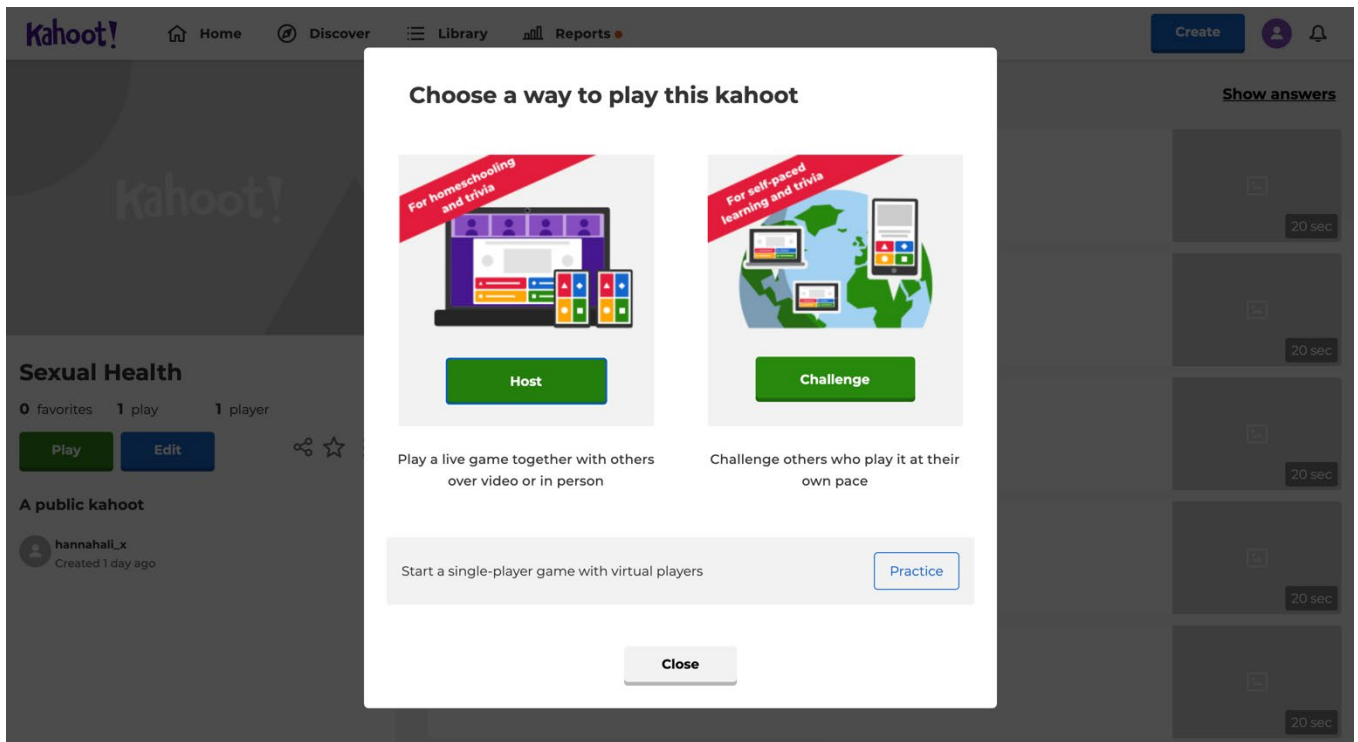 Kahoot!
Home
Discover
Library
Reports
Create
Show answers
Kahoot!
Choose a way to play this kahoot
For homeschooling
and trivia
For self-paced
learning and trivia
Host
Challenge
Play a live game together with others
over video or in person
Challenge others who play it at their
own pace
Start a single-player game with virtual players
Practice
Close
Sexual Health
0 favorites 1 play 1 player
Play
Edit
A public kahoot
hannahali_x
Created 1 day ago
20 sec
20 sec
20 sec
20 sec
20 sec